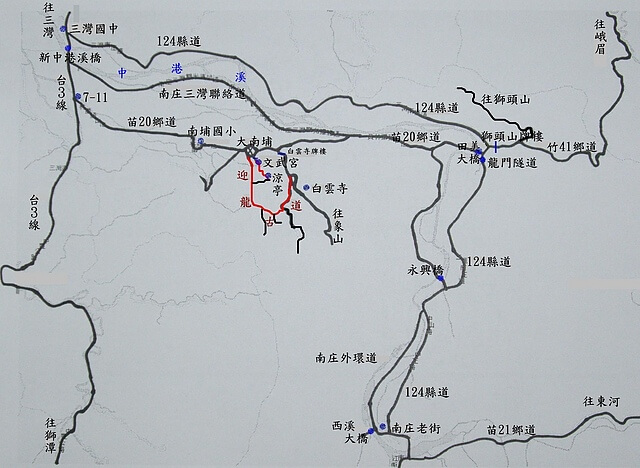 往三灣
三灣國中
新中港溪橋
台3線
7-11
124縣道
中港溪
南庄三灣聯絡道
苗20鄉道
南埔國小
大南埔
白雲寺牌樓
文武宮
涼亭
迎龍古道
白雲寺
往象山
124縣道
往獅頭山
苗20鄉道
獅頭山牌樓
田美大橋
龍門隧道
竹41鄉道
往峨眉
台3線
永興橋
124縣道
南庄外環道
124縣道
往獅潭
西溪大橋
南庄老街
苗21鄉道
往東河